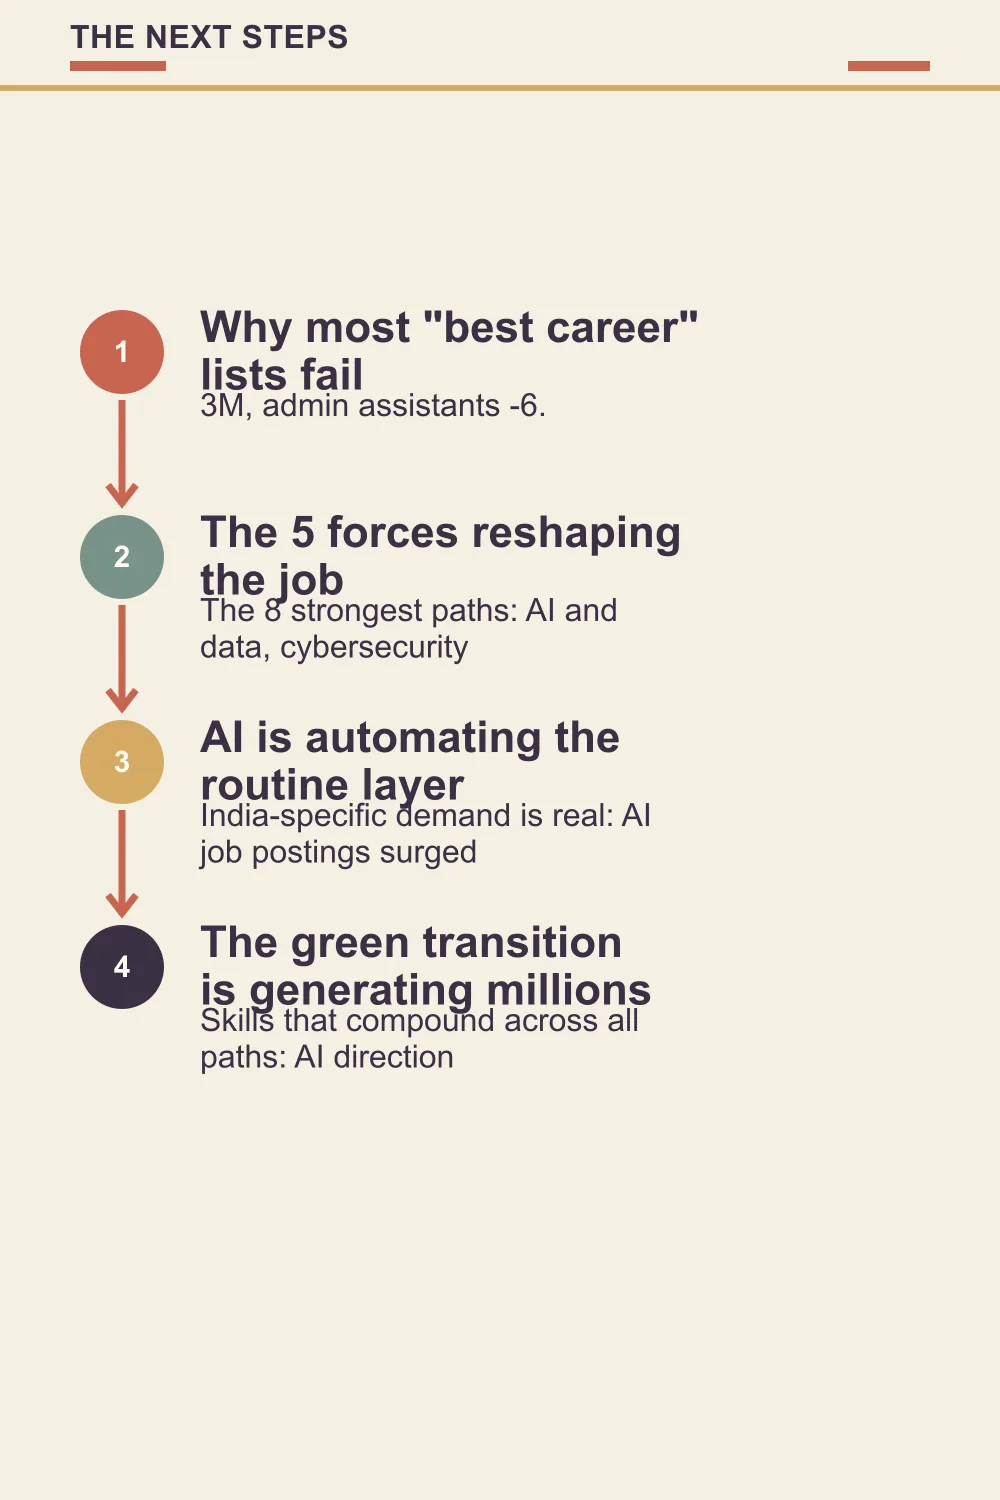 THE NEXT STEPS
1
Why most "best career"
lists fail
3M, admin assistants -6.
2
The 5 forces reshaping
the job
The 8 strongest paths: AI and
data, cybersecurity
3
AI is automating the
routine layer
India-specific demand is real: AI
job postings surged
4
The green transition
is generating millions
Skills that compound across all
paths: AI direction